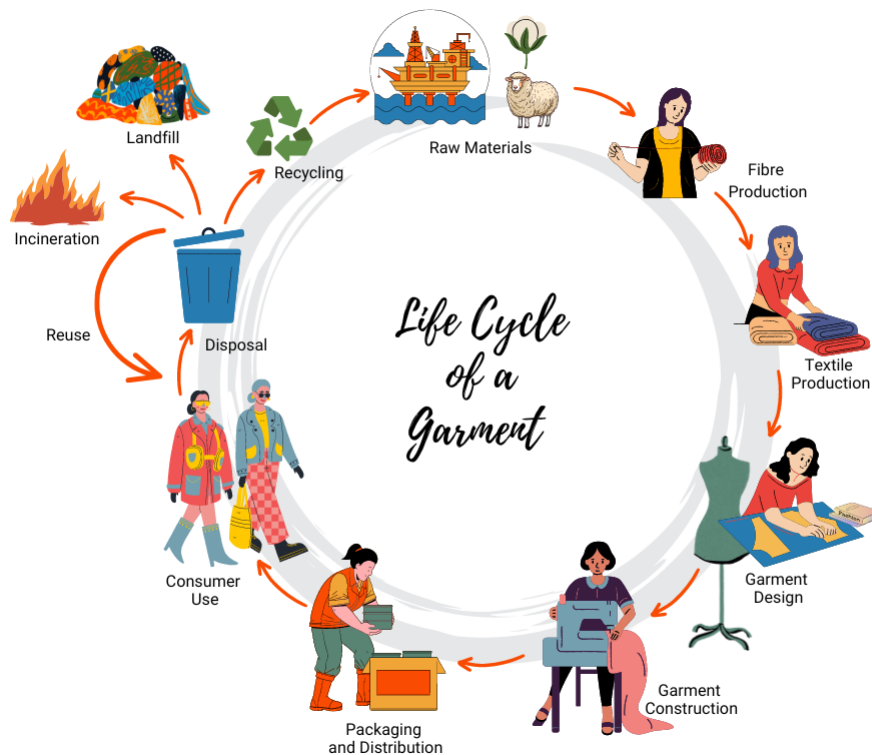 Life Cycle
of a
Garment
Raw Materials
Fibre
Production
Textile
Production
Fashion
Garment
Design
Garment
Construction
Packaging
and Distribution
Consumer
Use
Disposal
Reuse
Incineration
Landfill
Recycling